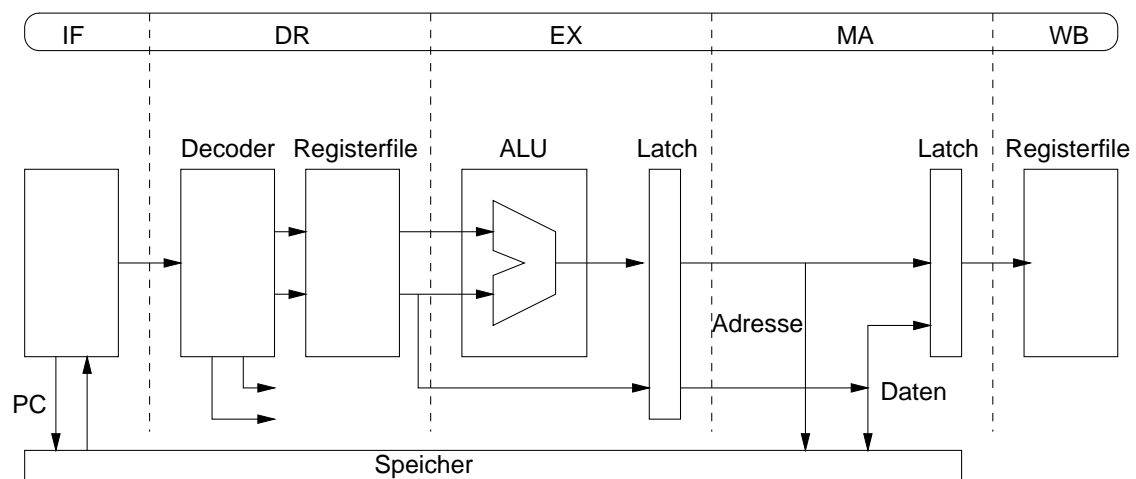 IF DR EX MA WB
Decoder Registerfile ALU Latch Latch Registerfile
Adresse
Daten
PC
Speicher